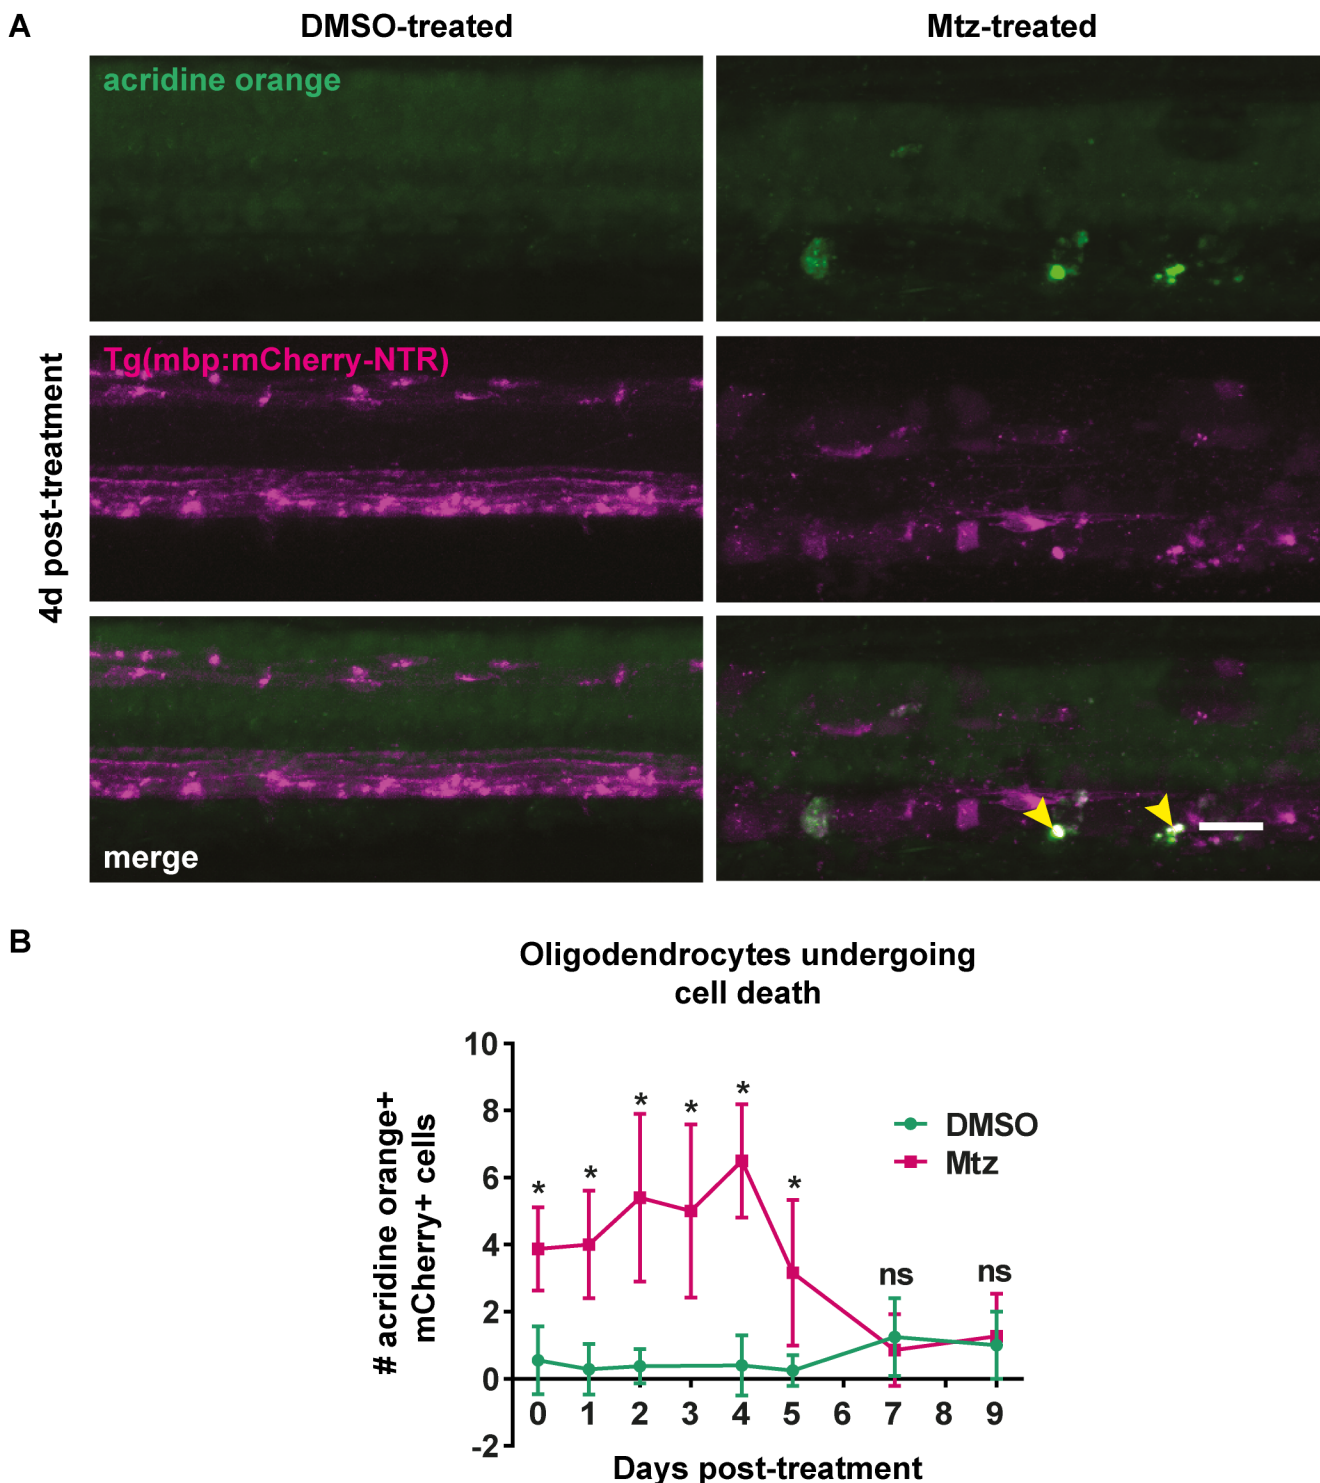 A
DMSO-treated
Mtz-treated
acridine orange
Tg(mbp:mCherry-NTR)
merge
4d post-treatment
B
Oligodendrocytes undergoing
cell death
# acridine orange+
mCherry+ cells
10
8
6
4
2
0
-2
*
*
*
*
*
*
ns
ns
DMSO
Mtz
0 1 2 3 4 5 6 7 8 9
Days post-treatment